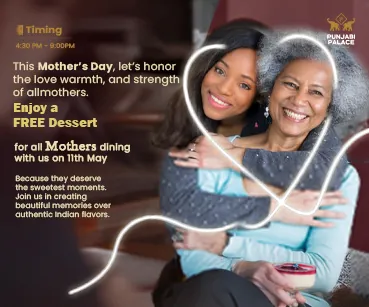 Timing
4:30 PM - 9:00PM
PUNJABI
PALACE
This Mother's Day, let's honor
the love warmth, and strength
of allmothers.
Enjoy a
FREE Dessert
for all Mothers dining
with us on 11th May
Because they deserve
the sweetest moments.
Join us in creating
beautiful memories over
authentic Indian flavors.